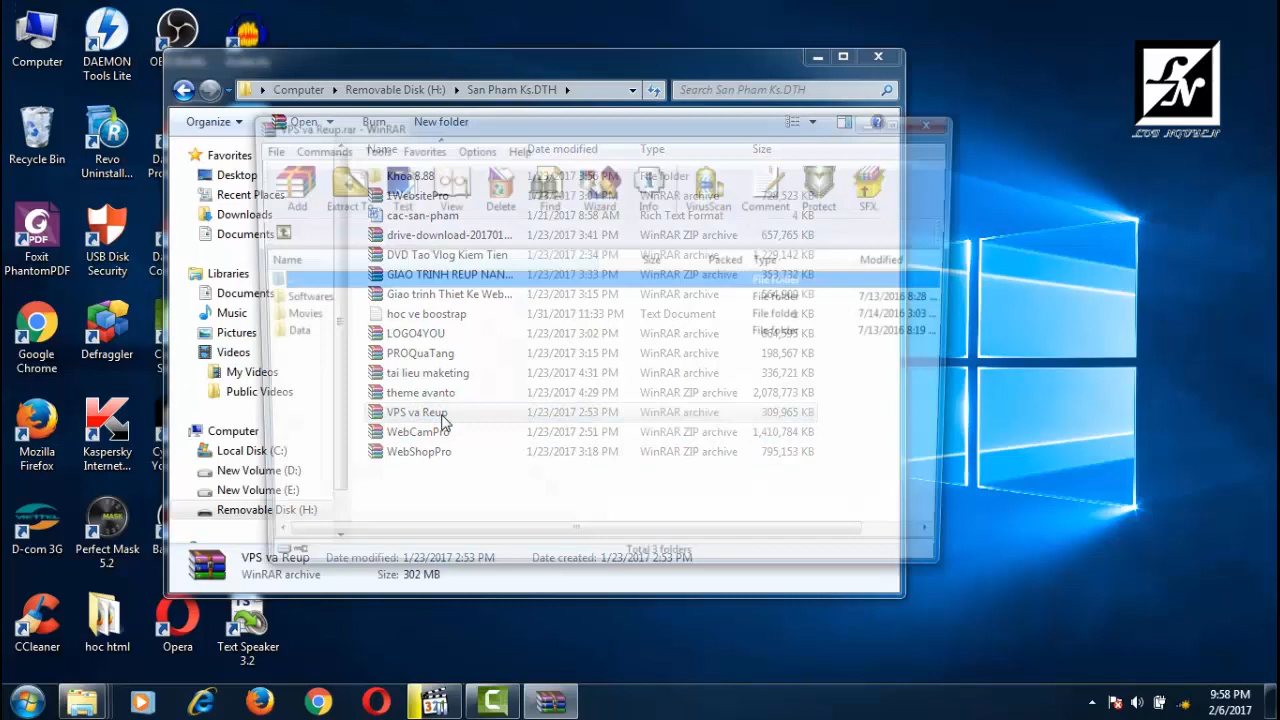 Computer
DAEMON Tools Lite
LOB NGUYEN
Computer
Removable Disk (H:)
San Pham Ks.DTH
Search San Pham Ks.DTH
Organize
Open
Burn
New folder
VPS va Reup.rar - WinRAR
File
Commands
Tools
Favorites
Options
Help
Name
Date modified
Type
Size
Add
Extract To
Test
View
Delete
Find
Wizard
Info
VirusScan
Comment
Protect
SFX
Recycle Bin
Revo Uninstall...
Foxit PhantomPDF
USB Disk Security
Google Chrome
Defraggler
Mozilla Firefox
Kaspersky Internet...
D-com 3G
Perfect Mask 5.2
CCleaner
hoc html
Opera
Text Speaker 3.2
Favorites
Desktop
Recent Places
Downloads
Documents
Libraries
Documents
Music
Pictures
Videos
My Videos
Public Videos
Computer
Local Disk (C:)
New Volume (D:)
New Volume (E:)
Removable Disk (H:)
Khoa 8.88 1/23/2017 3:56 PM File folder
1WebsitePro 1/23/2017 3:01 PM WinRAR archive 728,523 KB
cac-san-pham 1/21/2017 8:58 AM Rich Text Format 4 KB
drive-download-201701... 1/23/2017 3:41 PM WinRAR ZIP archive 657,765 KB
DVD Tao Vlog Kiem Tien 1/23/2017 2:34 PM WinRAR ZIP archive 1,229,142 KB
GIAO TRINH REUP NAN... 1/23/2017 3:33 PM WinRAR ZIP archive 353,732 KB
Giao trinh Thiet Ke Web... 1/23/2017 3:15 PM WinRAR ZIP archive
hoc ve boostrap 1/31/2017 11:33 PM Text Document
LOGO4YOU 1/23/2017 3:02 PM WinRAR archive
PROQuaTang 1/23/2017 3:15 PM WinRAR archive 198,567 KB
tai lieu maketing 1/23/2017 4:31 PM WinRAR archive 336,721 KB
theme avanto 1/23/2017 4:29 PM WinRAR ZIP archive 2,078,773 KB
VPS va Reup 1/23/2017 2:53 PM WinRAR archive 309,965 KB
WebCamPro 1/23/2017 2:51 PM WinRAR ZIP archive 1,410,784 KB
WebShopPro 1/23/2017 3:18 PM WinRAR ZIP archive 795,153 KB
Name
Size
Packed
Type
Modified
File folder
Softwares File folder 7/13/2016 8:28 ...
Movies File folder 7/14/2016 3:03 ...
Data File folder 7/13/2016 8:19 ...
Total 3 folders
VPS va Reup Date modified: 1/23/2017 2:53 PM Date created: 1/23/2017 2:53 PM
WinRAR archive Size: 302 MB
321
9:58 PM
2/6/2017